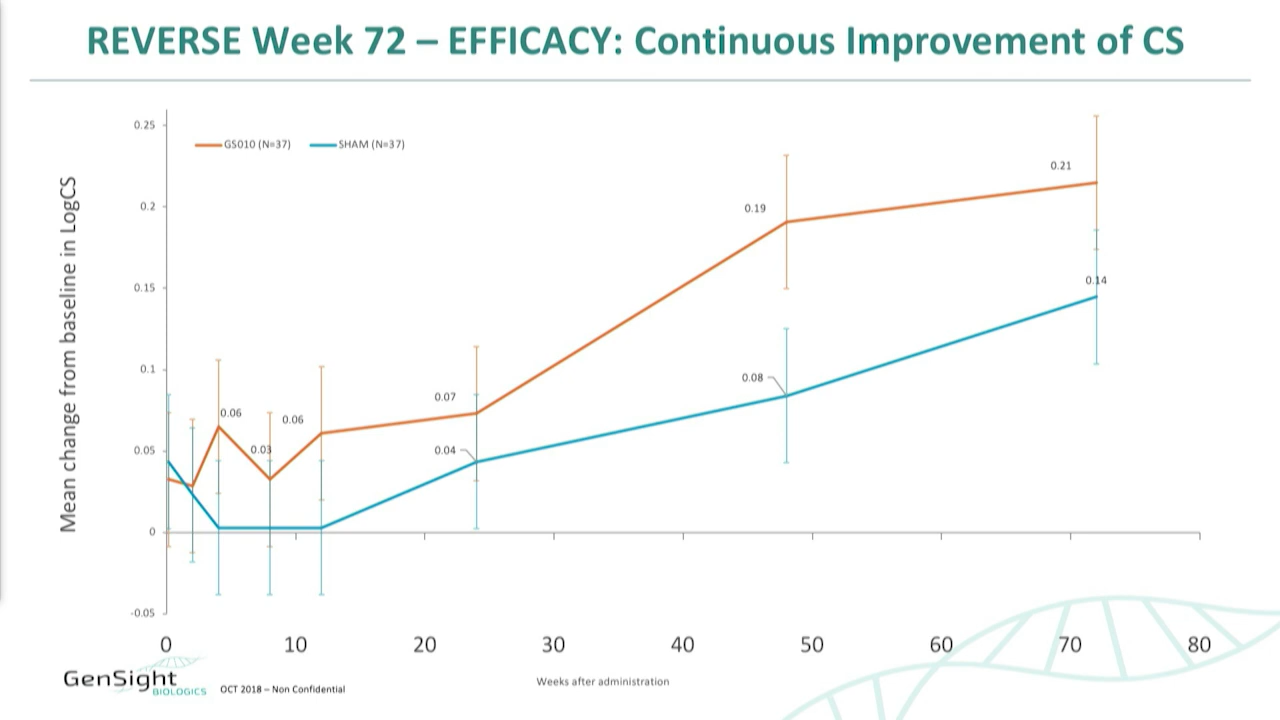 REVERSE Week 72 – EFFICACY: Continuous Improvement of CS
GS010 (N=37) SHAM (N=37)
Mean change from baseline in LogCS
0.25
0.2
0.15
0.1
0.05
0
-0.05
0.06
0.03
0.06
0.07
0.04
0.19
0.08
0.21
0.14
0 10 20 30 40 50 60 70 80
Weeks after administration
GenSight
BIOLOGICS
OCT 2018 – Non Confidential